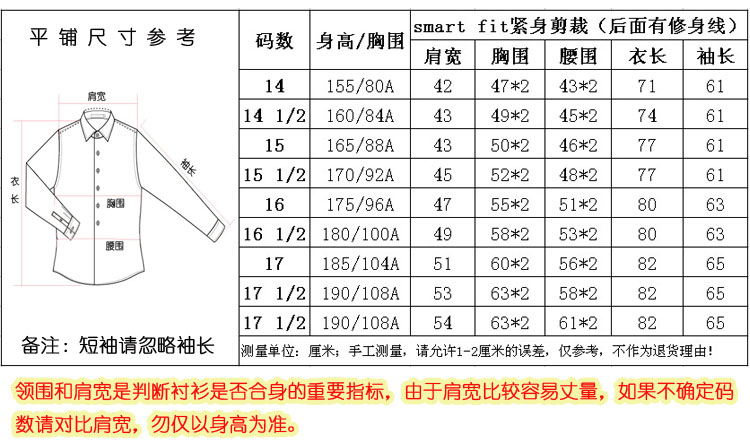 平铺尺寸参考
肩宽
袖长
衣长
胸围
腰围
备注：短袖请忽略袖长
码数 身高/胸围 smart fit紧身剪裁（后面有修身线）
肩宽 胸围 腰围 衣长 袖长
14 155/80A 42 47*2 43*2 71 61
14 1/2 160/84A 43 49*2 45*2 74 61
15 165/88A 43 50*2 46*2 77 61
15 1/2 170/92A 45 52*2 48*2 77 61
16 175/96A 47 55*2 51*2 80 63
16 1/2 180/100A 49 58*2 53*2 80 63
17 185/104A 51 60*2 56*2 82 65
17 1/2 190/108A 53 63*2 58*2 82 65
17 1/2 190/108A 54 63*2 61*2 82 65
测量单位：厘米；手工测量，请允许1-2厘米的误差，仅参考，不作为退货理由！
领围和肩宽是判断衬衫是否合身的重要指标，由于肩宽比较容易丈量，如果不确定码
数请对比肩宽，勿仅以身高为准。